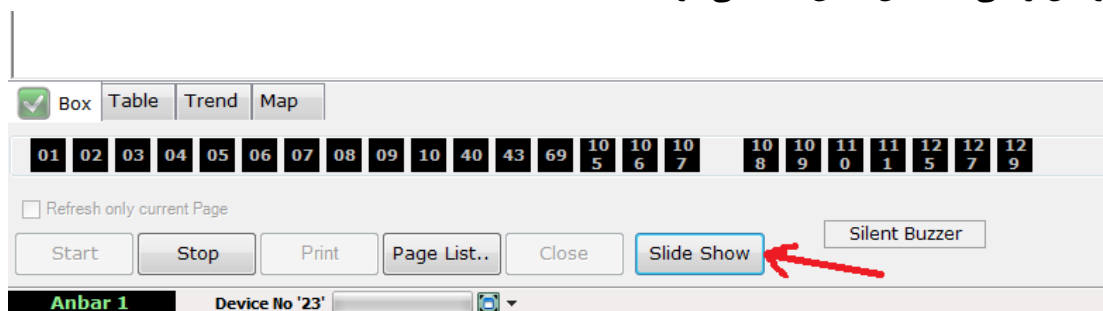 Box Table Trend Map
01 02 03 04 05 06 07 08 09 10 40 43 69 105 106 107 108 109 110 111 125 127 129
Refresh only current Page
Silent Buzzer
Start Stop Print Page List.. Close Slide Show
Anbar 1 Device No '23'